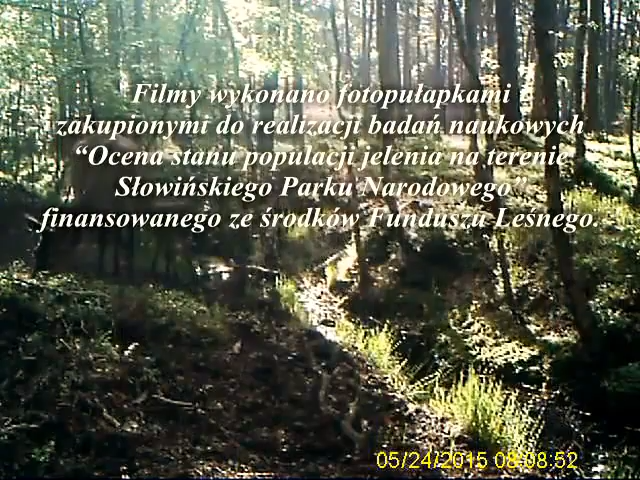 Filmy wykonano fotopułapkami
zakupionymi do realizacji badań naukowych
“Ocena stanu populacji jelenia na terenie
Słowińskiego Parku Narodowego”
finansowanego ze środków Funduszu Leśnego.
05/24/2015 08:08:52